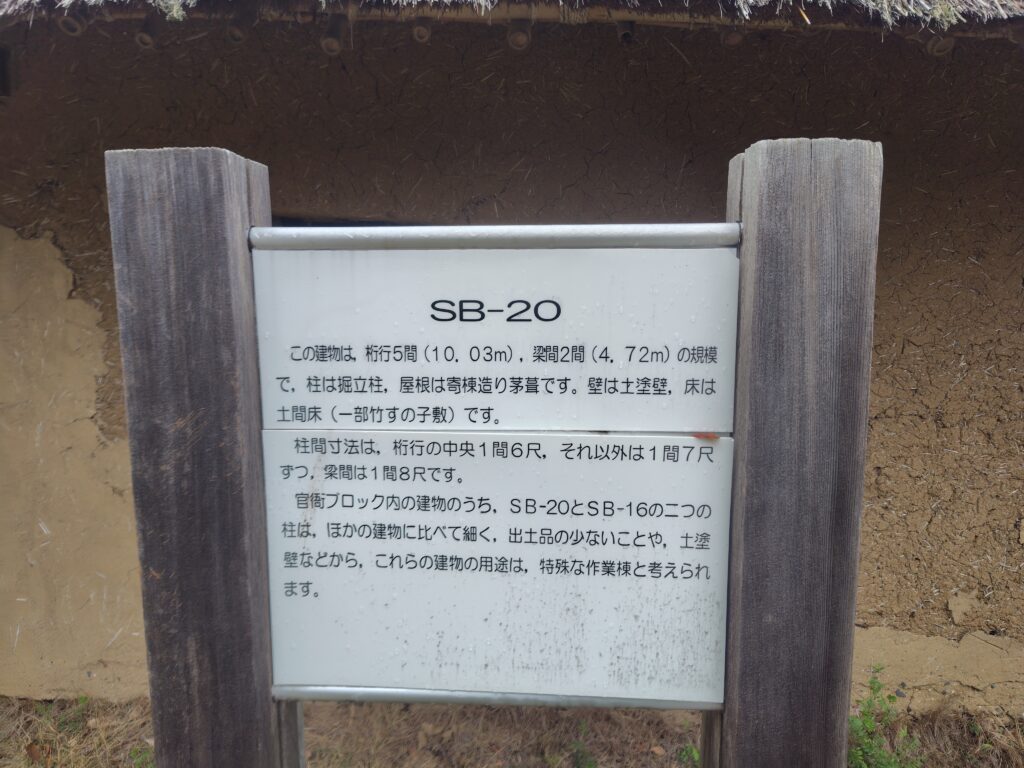 SB-20
この建物は，桁行5間（10．03m），梁間2間（4．72m）の規模
で，柱は掘立柱，屋根は寄棟造り茅葺です。壁は土塗壁，床は
土間床（一部竹すの子敷）です。
柱間寸法は，桁行の中央1間6尺，それ以外は1間7尺
ずつ，梁間は1間8尺です。
官衙ブロック内の建物のうち，SB-20とSB-16の二つの
柱は，ほかの建物に比べて細く，出土品の少ないことや，土塗
壁などから，これらの建物の用途は，特殊な作業棟と考えられ
ます。